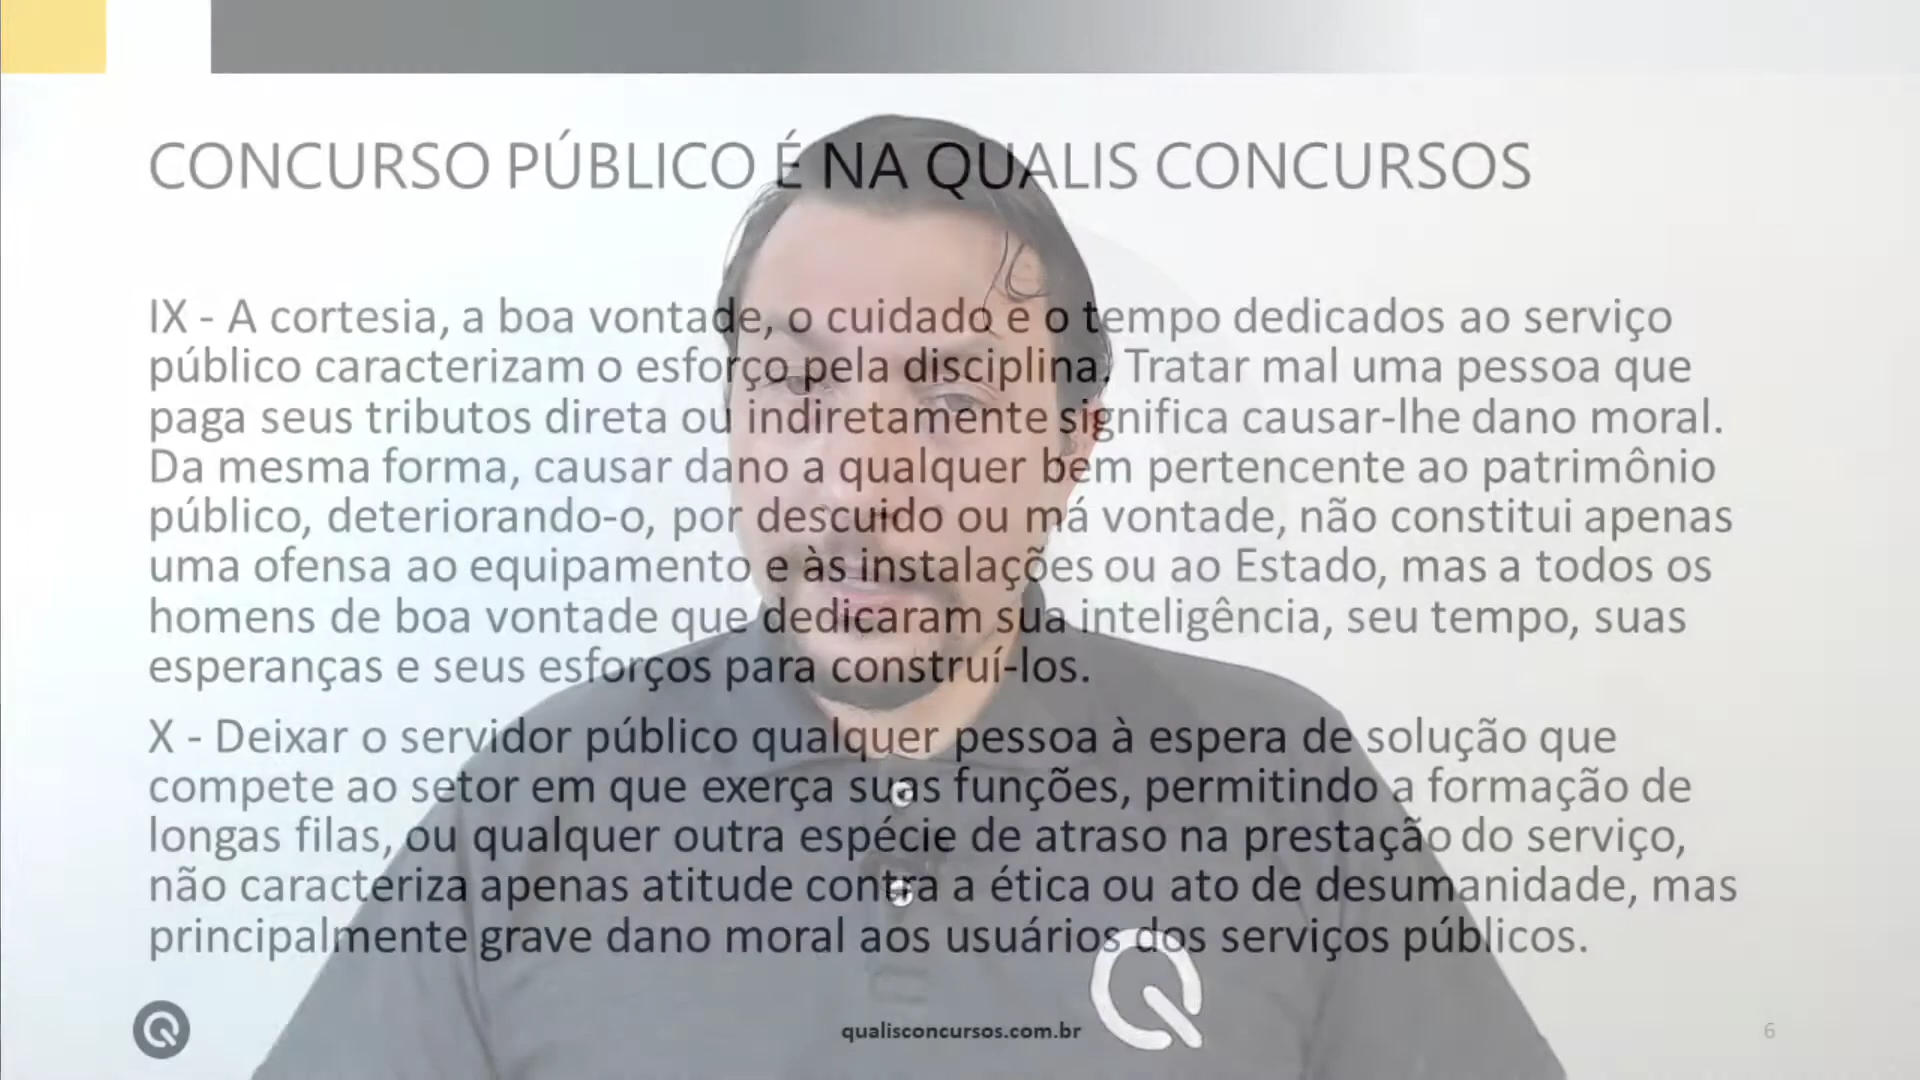 CONCURSO PÚBLICO É NA QUALIS CONCURSOS
IX - A cortesia, a boa vontade, o cuidado e o tempo dedicados ao serviço
público caracterizam o esforço pela disciplina. Tratar mal uma pessoa que
paga seus tributos direta ou indiretamente significa causar-lhe dano moral.
Da mesma forma, causar dano a qualquer bem pertencente ao patrimônio
público, deteriorando-o, por descuido ou má vontade, não constitui apenas
uma ofensa ao equipamento e às instalações ou ao Estado, mas a todos os
homens de boa vontade que dedicaram sua inteligência, seu tempo, suas
esperanças e seus esforços para construí-los.
X - Deixar o servidor público qualquer pessoa à espera de solução que
compete ao setor em que exerça suas funções, permitindo a formação de
longas filas, ou qualquer outra espécie de atraso na prestação do serviço,
não caracteriza apenas atitude contra a ética ou ato de desumanidade, mas
principalmente grave dano moral aos usuários dos serviços públicos.
qualisconcursos.com.br
6